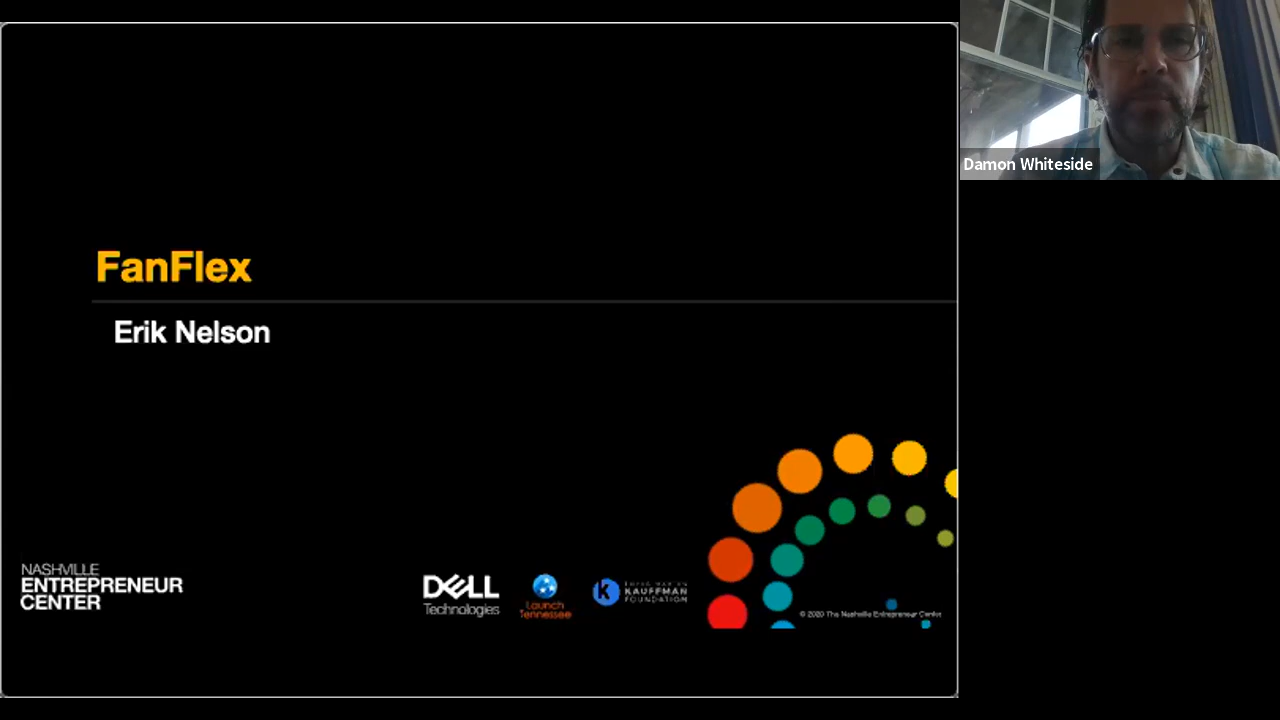 FanFlex
Erik Nelson
NASHVILLE
ENTREPRENEUR
CENTER
DELL
Technologies
Launch
Tennessee
KAUFFMAN
FOUNDATION
© 2020 The Nashville Entrepreneur Center
Damon Whiteside